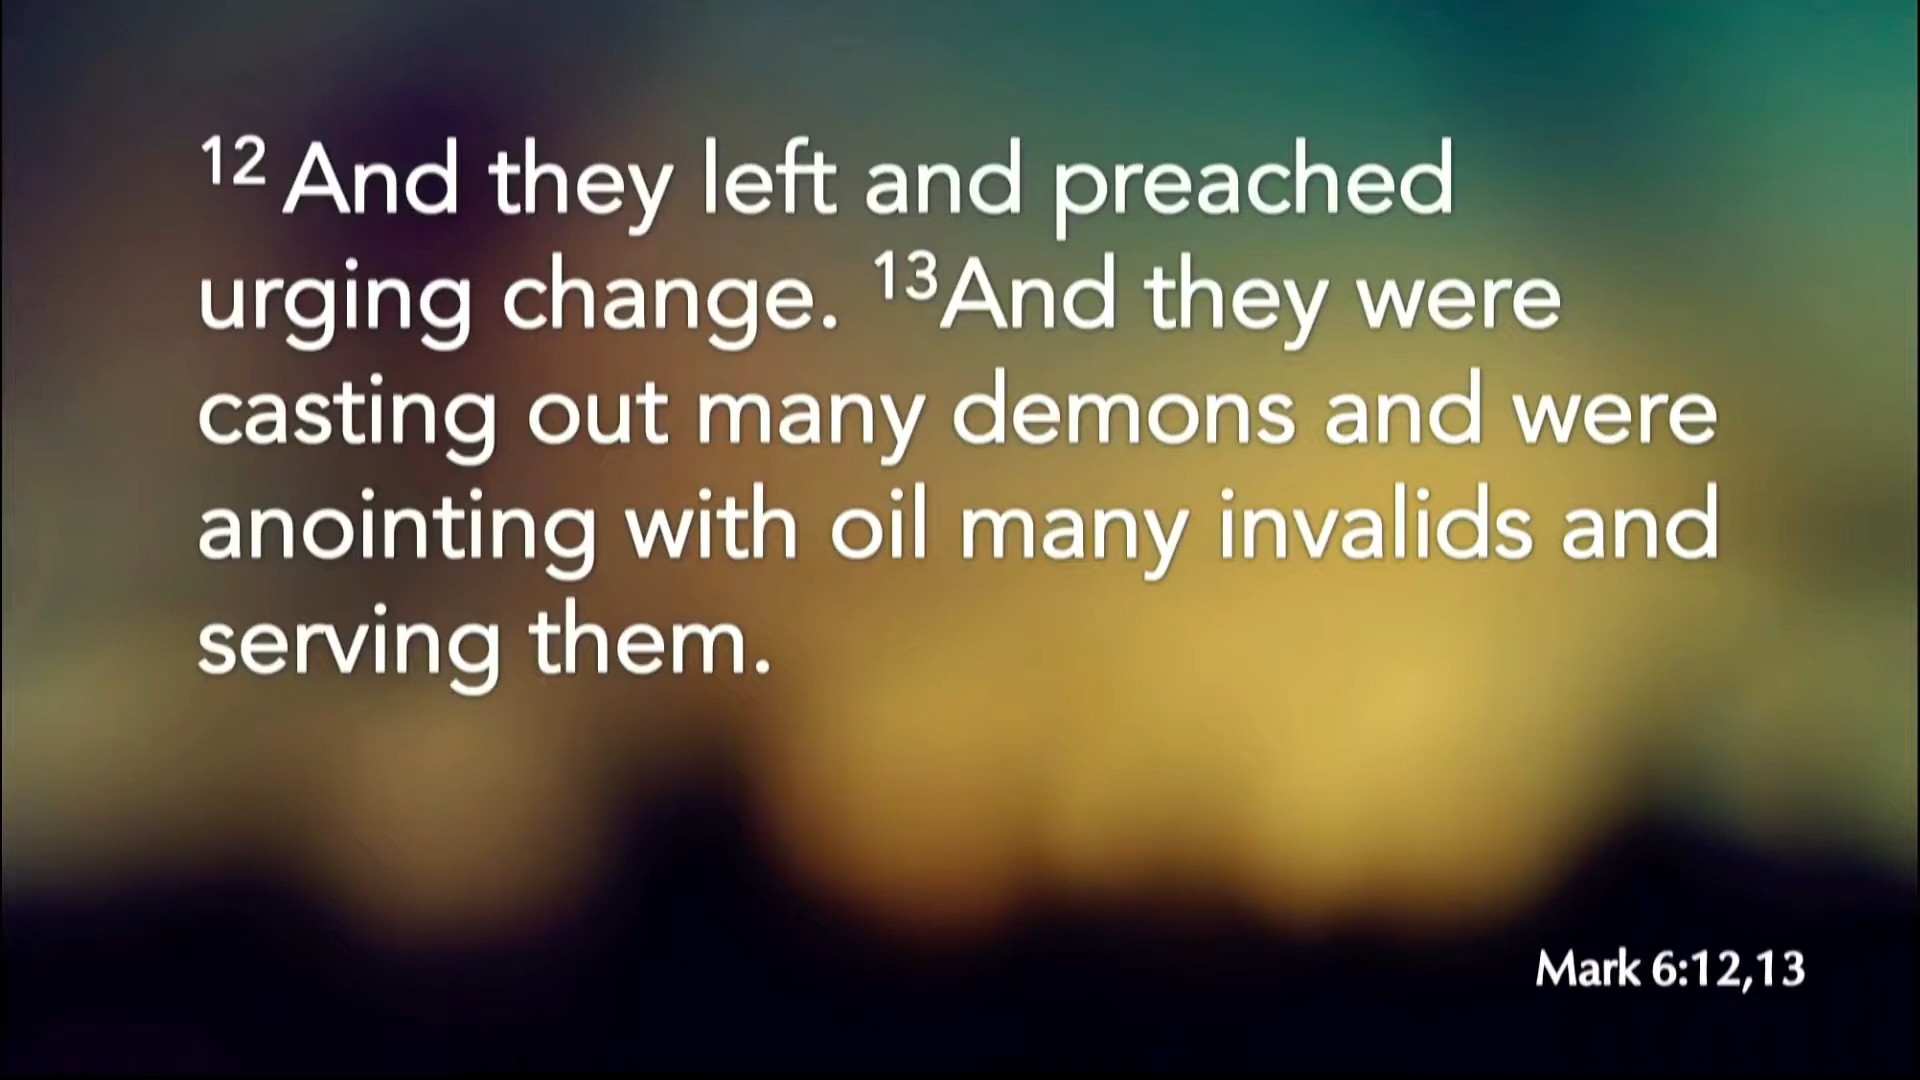 12 And they left and preached
urging change. 13And they were
casting out many demons and were
anointing with oil many invalids and
serving them.
Mark 6:12,13